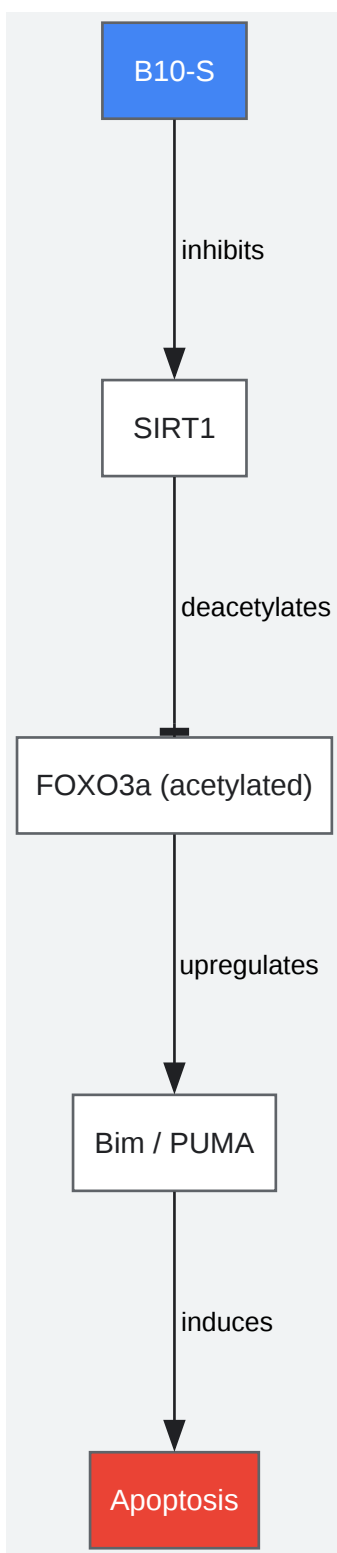 B10-S
inhibits
SIRT1
deacetylates
FOXO3a (acetylated)
upregulates
Bim / PUMA
induces
Apoptosis